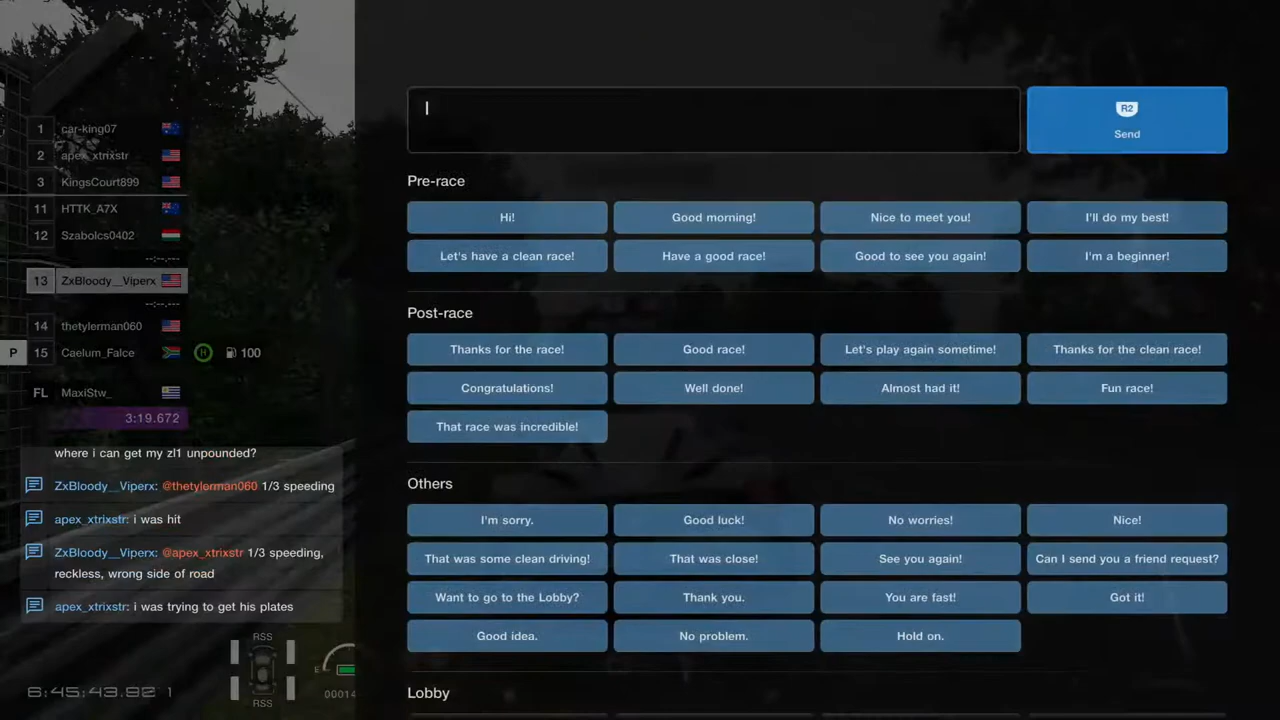 1 car-king07
2 apex_xtrixstr
3 KingsCourt899
11 HTTK_A7X
12 Szabolcs0402
--:--.---
13 ZxBloody__Viperx
--:--.---
14 thetylerman060
P 15 Caelum_Falce H 100
FL MaxiStw_
3:19.672
where i can get my zl1 unpounded?
ZxBloody__Viperx: @thetylerman060 1/3 speeding
apex_xtrixstr: i was hit
ZxBloody__Viperx: @apex_xtrixstr 1/3 speeding,
reckless, wrong side of road
apex_xtrixstr: i was trying to get his plates
RSS
E
RSS
00014
6:45:43.921
R2
Send
Pre-race
Hi! Good morning! Nice to meet you! I'll do my best!
Let's have a clean race! Have a good race! Good to see you again! I'm a beginner!
Post-race
Thanks for the race! Good race! Let's play again sometime! Thanks for the clean race!
Congratulations! Well done! Almost had it! Fun race!
That race was incredible!
Others
I'm sorry. Good luck! No worries! Nice!
That was some clean driving! That was close! See you again! Can I send you a friend request?
Want to go to the Lobby? Thank you. You are fast! Got it!
Good idea. No problem. Hold on.
Lobby